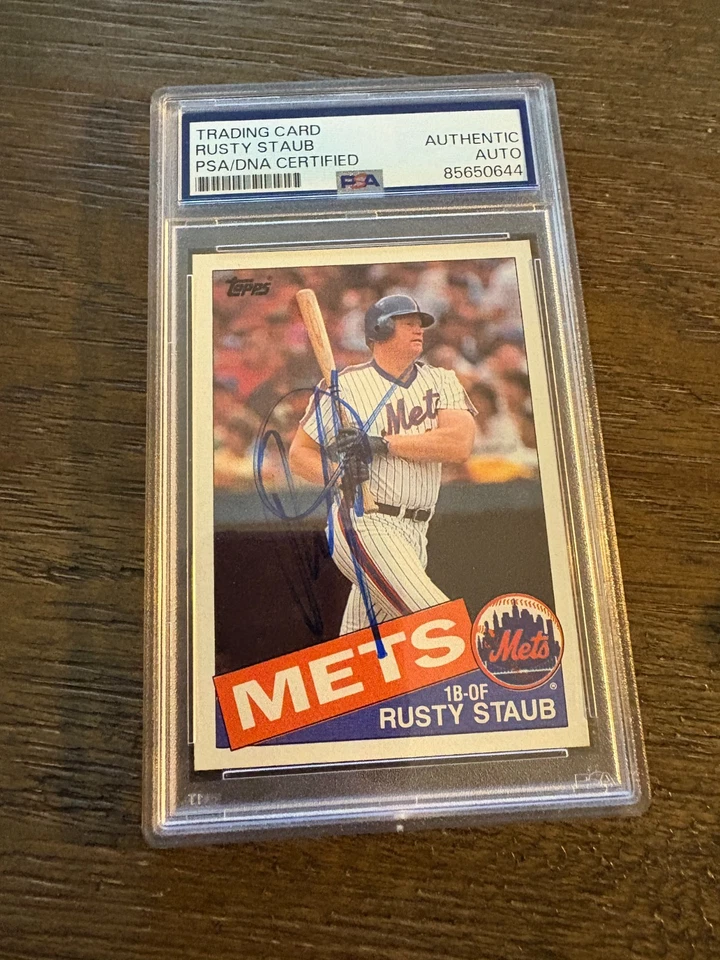 TRADING CARD
RUSTY STAUB
PSA/DNA CERTIFIED
AUTHENTIC
AUTO
85650644
PSA
Topps
Mets
METS
Mets
®
1B-OF
RUSTY STAUB
PSA